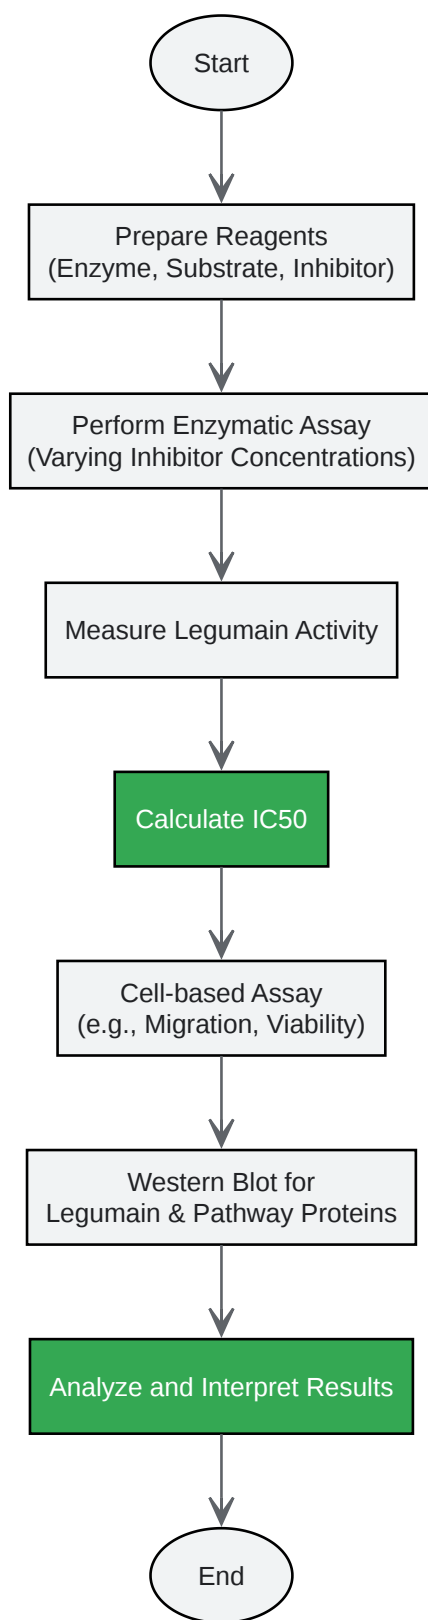 Start
Prepare Reagents
(Enzyme, Substrate, Inhibitor)
Perform Enzymatic Assay
(Varying Inhibitor Concentrations)
Measure Legumain Activity
Calculate IC50
Cell-based Assay
(e.g., Migration, Viability)
Western Blot for
Legumain & Pathway Proteins
Analyze and Interpret Results
End